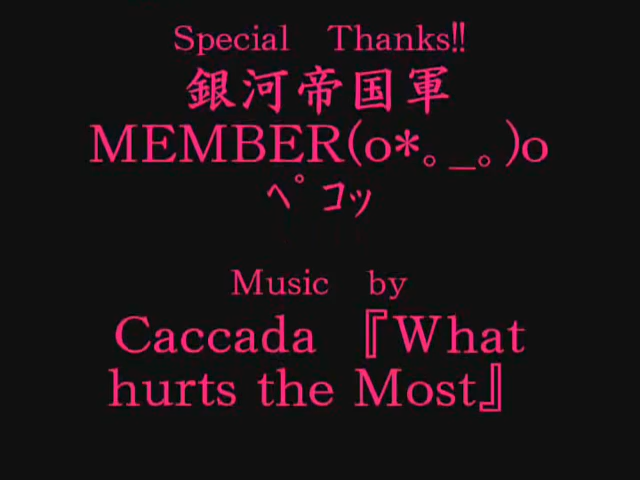 Special　Thanks!!
銀河帝国軍
MEMBER(o*。_。)o
ﾍﾟｺｯ
Music　by
Caccada　『What
hurts the Most』